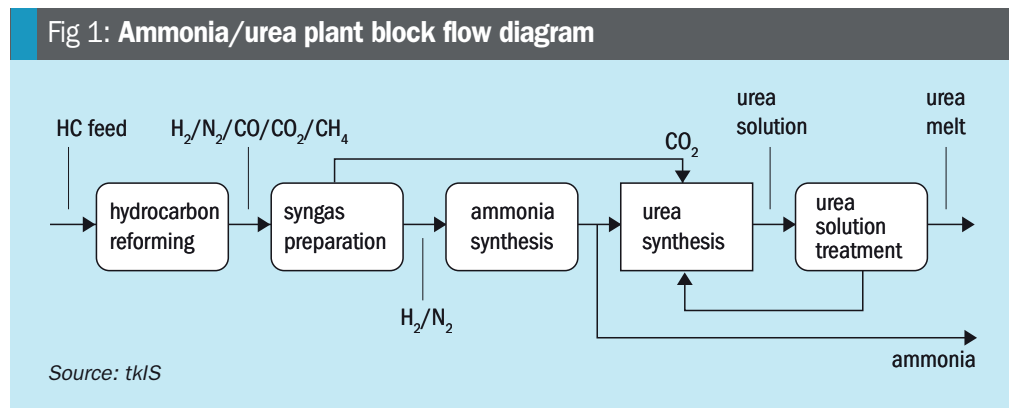 Fig 1: Ammonia/urea plant block flow diagram
HC feed
H₂/N₂/CO/CO₂/CH₄
CO₂
urea
solution
urea
melt
hydrocarbon
reforming
syngas
preparation
ammonia
synthesis
urea
synthesis
urea
solution
treatment
H₂/N₂
ammonia
Source: tkIS